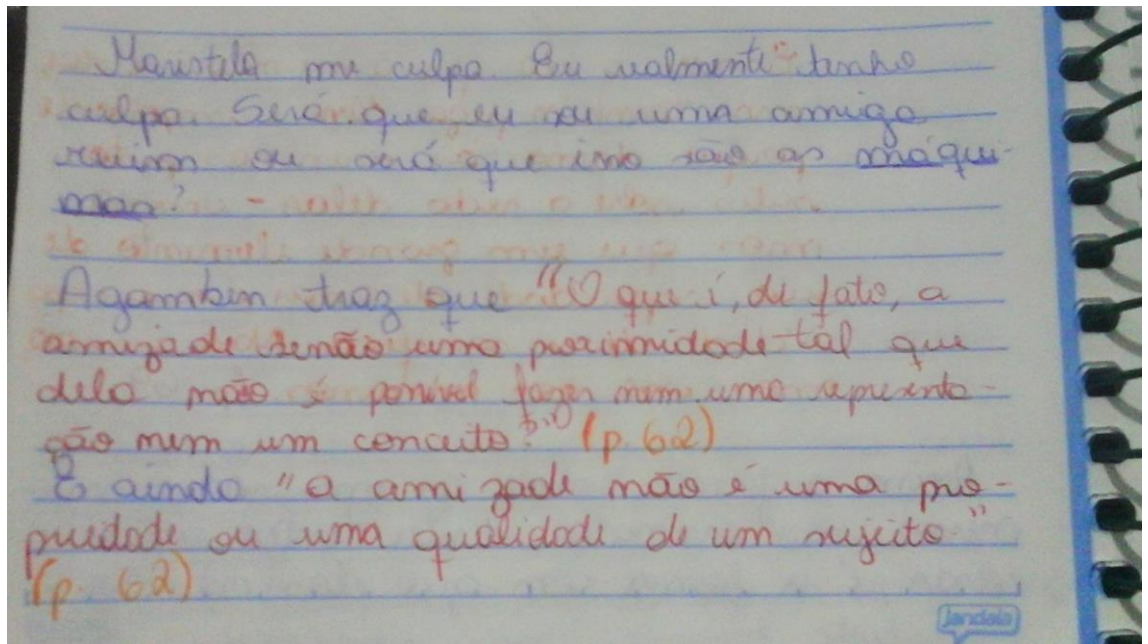 Maristela me culpa. Eu realmente tenho
culpa. Será que eu sou uma amiga
ruim ou será que isso são as máqui-
nas?
Agamben traz que "O que é, de fato, a
amizade senão uma proximidade tal que
dela não é possível fazer nem uma representa-
ção nem um conceito?" (p. 62)
E ainda "a amizade não é uma pro-
priedade ou uma qualidade de um sujeito"
(p. 62)
Jandaia